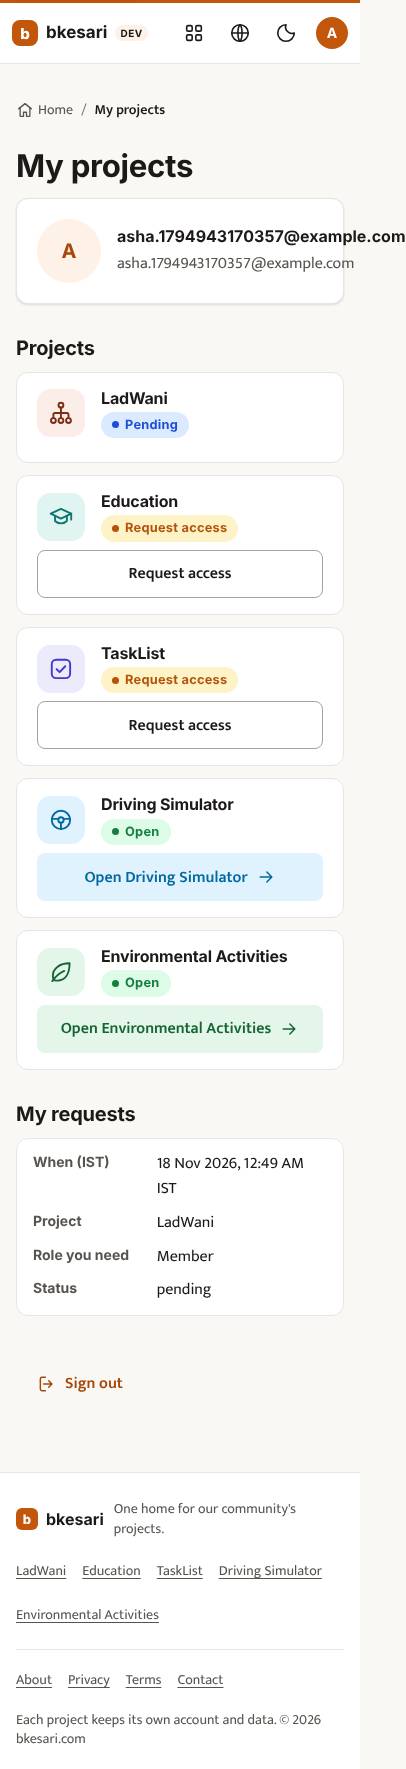 b bkesari DEV A
Home / My projects
My projects
A
asha.1794943170357@example.com
asha.1794943170357@example.com
Projects
LadWani
Pending
Education
Request access
Request access
TaskList
Request access
Request access
Driving Simulator
Open
Open Driving Simulator →
Environmental Activities
Open
Open Environmental Activities →
My requests
When (IST) 18 Nov 2026, 12:49 AM
IST
Project LadWani
Role you need Member
Status pending
Sign out
b bkesari One home for our community's
projects.
LadWani Education TaskList Driving Simulator
Environmental Activities
About Privacy Terms Contact
Each project keeps its own account and data. © 2026
bkesari.com